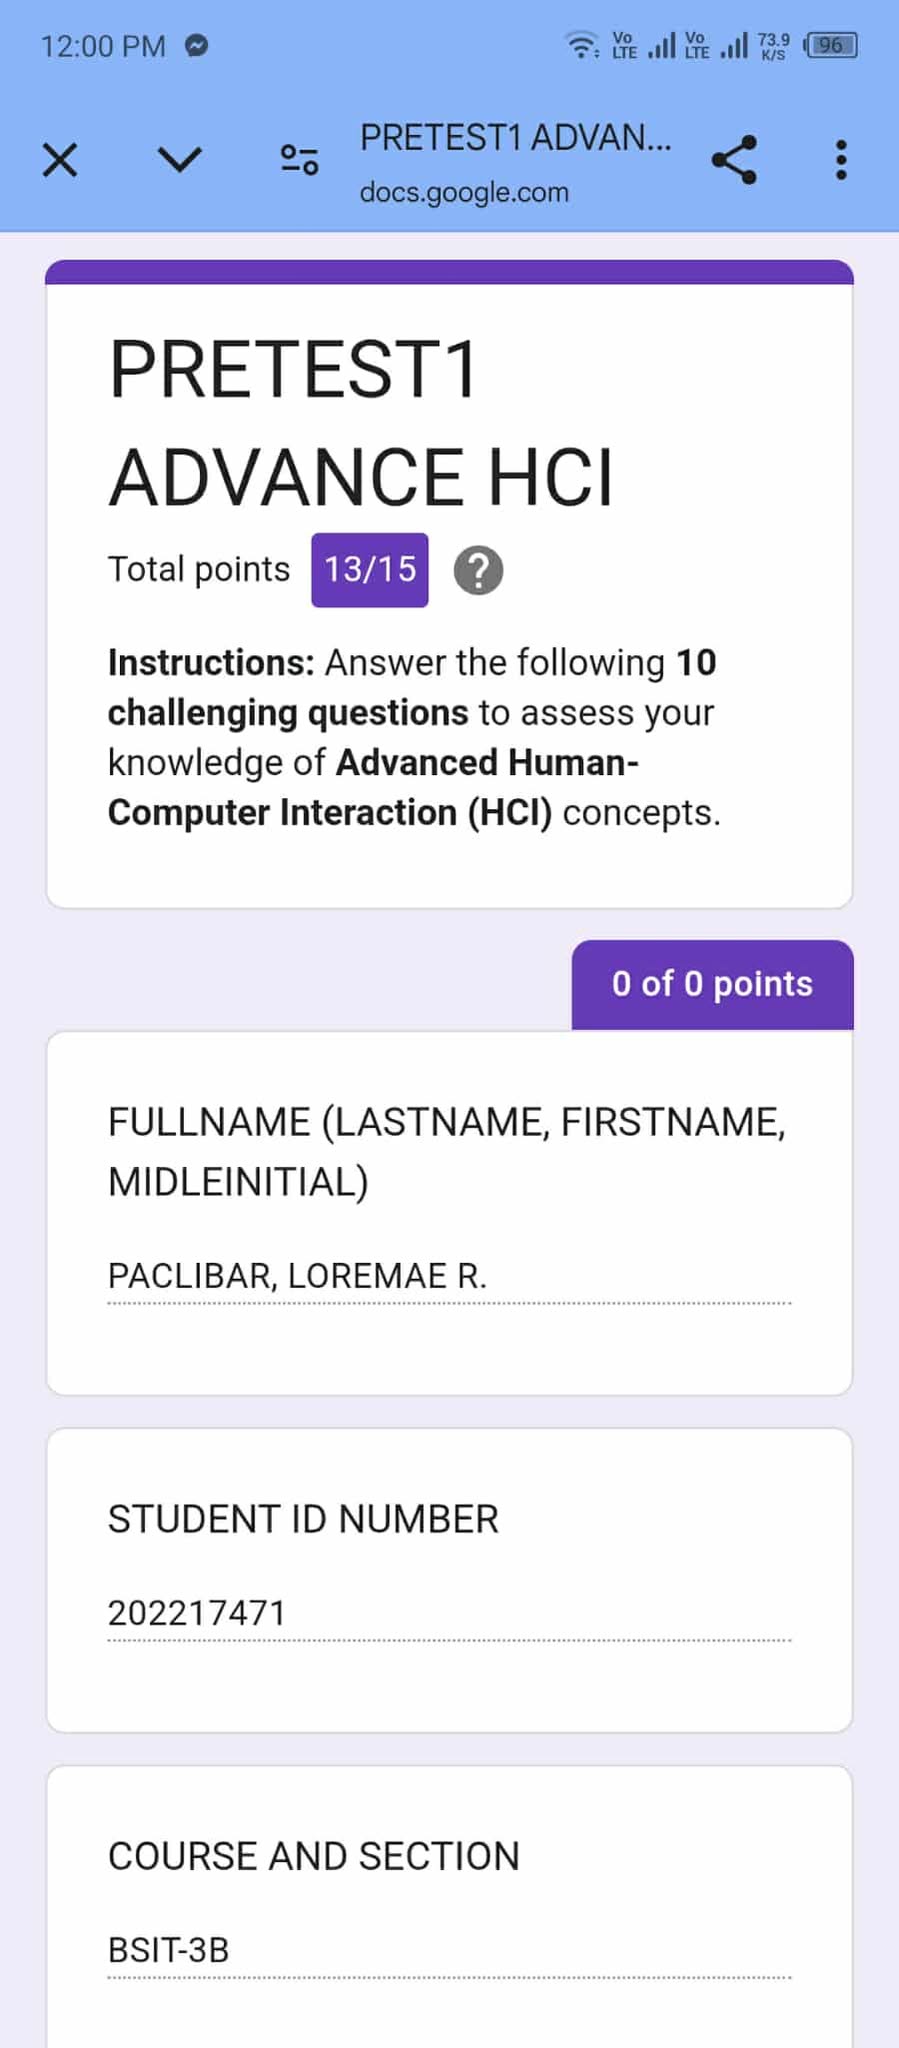 12:00 PM
Vo LTE Vo LTE 73.9 K/S 96
PRETEST1 ADVAN...
docs.google.com
PRETEST1
ADVANCE HCI
Total points 13/15 ?
Instructions: Answer the following 10
challenging questions to assess your
knowledge of Advanced Human-
Computer Interaction (HCI) concepts.
0 of 0 points
FULLNAME (LASTNAME, FIRSTNAME,
MIDLEINITIAL)
PACLIBAR, LOREMAE R.
STUDENT ID NUMBER
202217471
COURSE AND SECTION
BSIT-3B